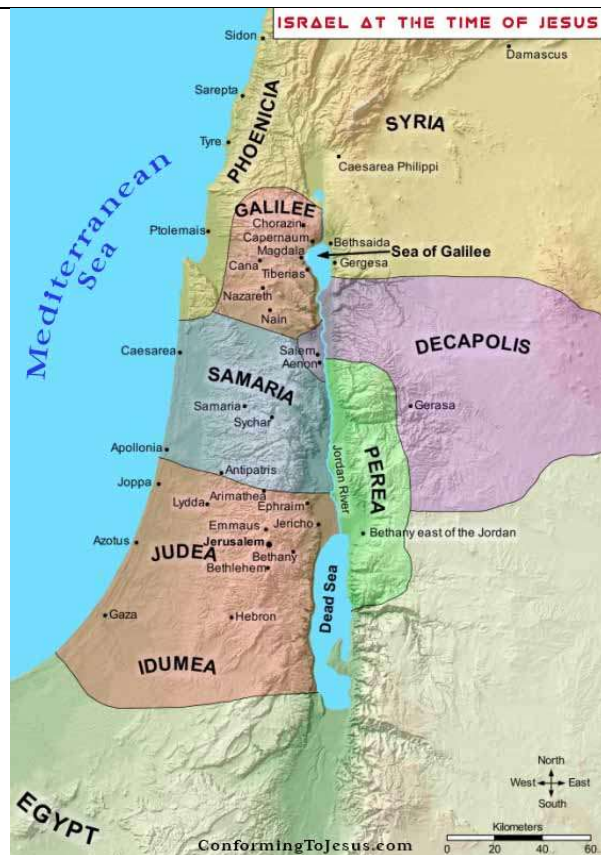 ISRAEL AT THE TIME OF JESUS
Sidon
Damascus
Sarepta
PHOENICIA
SYRIA
Tyre
Caesarea Philippi
Mediterranean
Sea
GALILEE
Chorazin
Ptolemais
Capernaum
Bethsaida
Magdala
Sea of Galilee
Cana
Gergesa
Tiberias
Nazareth
Nain
DECAPOLIS
Caesarea
Salem
Aenon
SAMARIA
Samaria
Gerasa
Sychar
PEREA
Jordan River
Apollonia
Antipatris
Joppa
Arimathea
Lydda
Ephraim
Emmaus
Jericho
Bethany east of the Jordan
Azotus
Jerusalem
JUDEA
Bethany
Bethlehem
Dead Sea
Gaza
Hebron
IDUMEA
EGYPT
North
West
East
South
Kilometers
0 20 40 60
ConformingToJesus.com